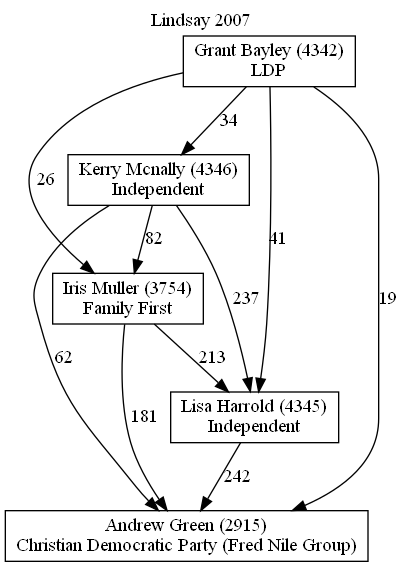 Lindsay 2007
Grant Bayley (4342)
LDP
34
Kerry Mcnally (4346)
Independent
26
82
41
Iris Muller (3754)
Family First
237
19
62
213
Lisa Harrold (4345)
Independent
181
242
Andrew Green (2915)
Christian Democratic Party (Fred Nile Group)